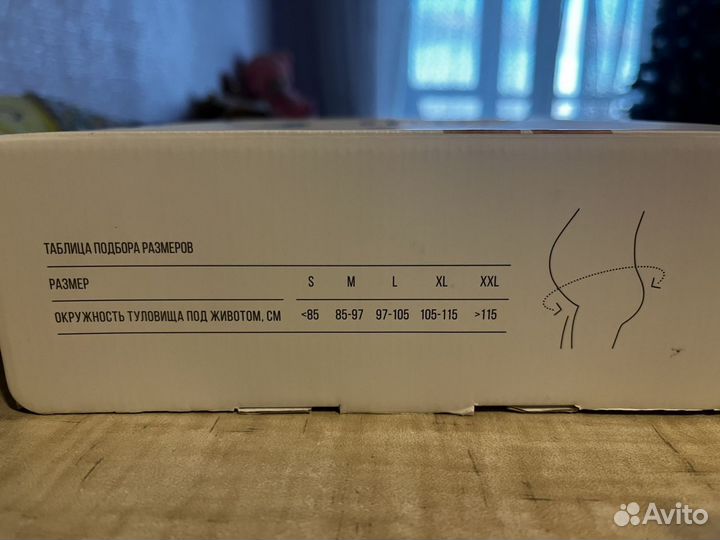 ТАБЛИЦА ПОДБОРА РАЗМЕРОВ
РАЗМЕР S M L XL XXL
ОКРУЖНОСТЬ ТУЛОВИЩА ПОД ЖИВОТОМ, СМ <85 85-97 97-105 105-115 >115
Avito